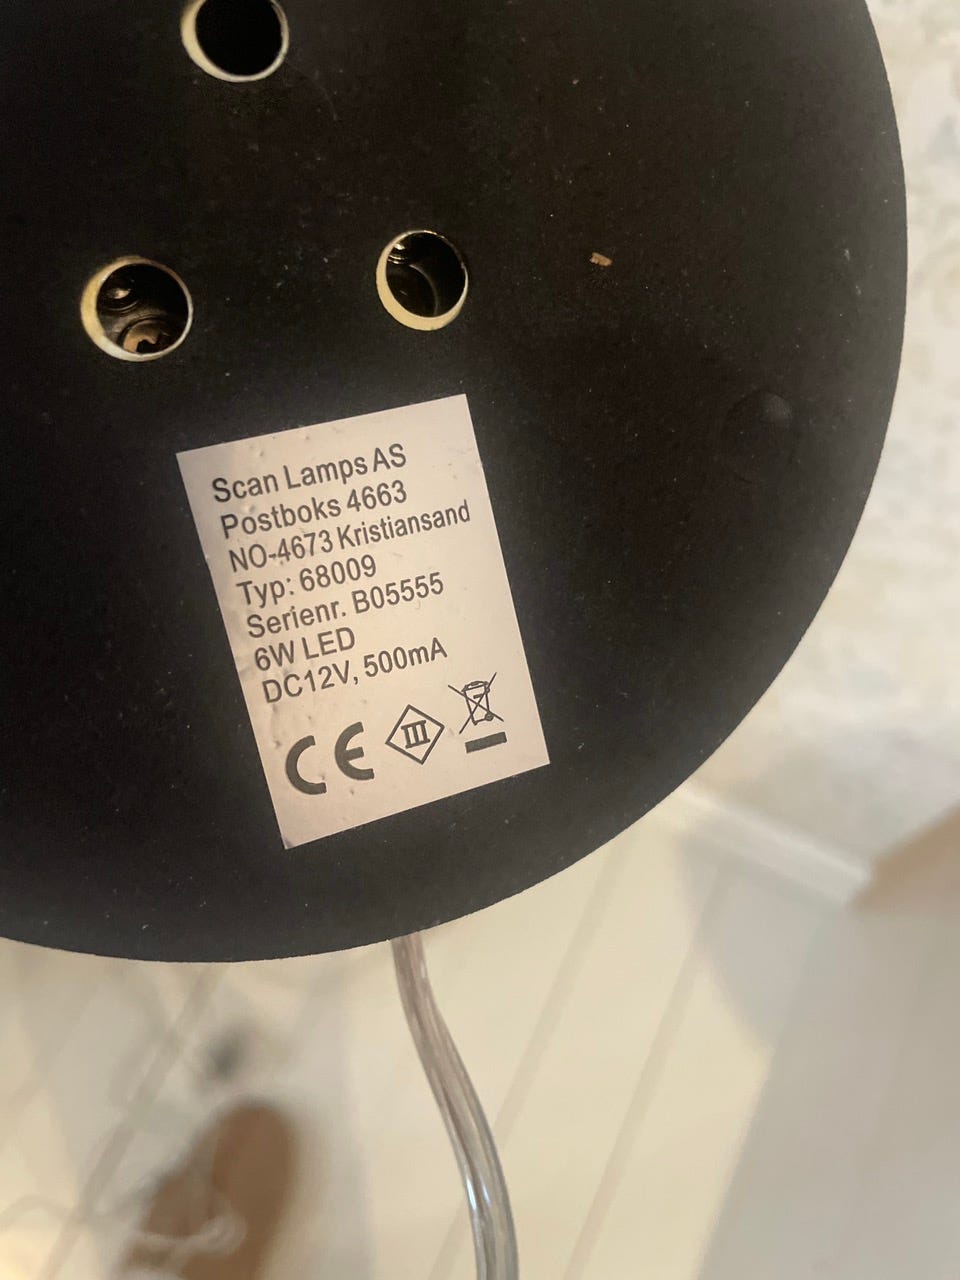 Scan Lamps AS
Postboks 4663
NO-4673 Kristiansand
Typ: 68009
Serienr. B05555
6W LED
DC12V, 500mA
CE III